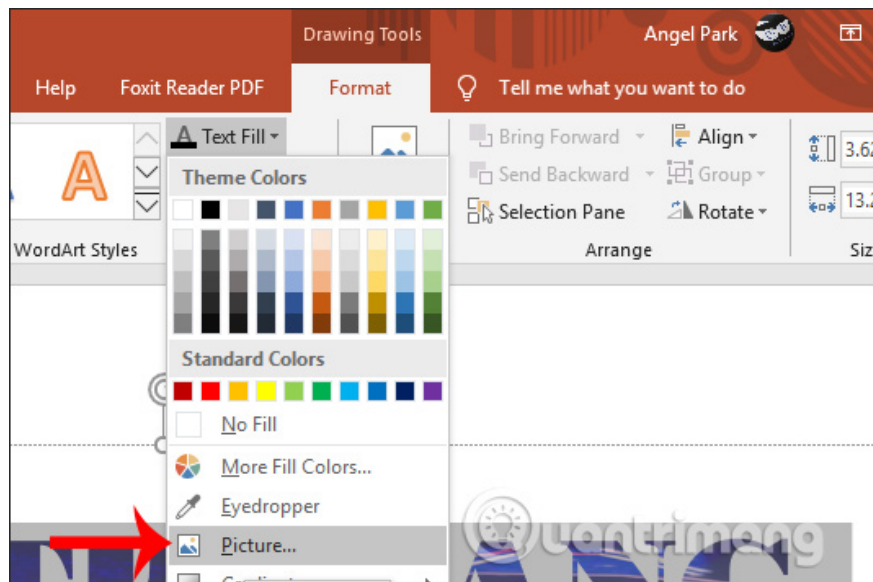 Drawing Tools
Angel Park
Help
Foxit Reader PDF
Format
Tell me what you want to do
A Text Fill
Bring Forward
Align
3.62
A
Theme Colors
Send Backward
Group
Selection Pane
Rotate
13.2
WordArt Styles
Arrange
Siz
Standard Colors
No Fill
More Fill Colors...
Eyedropper
Picture...
Quantrimang